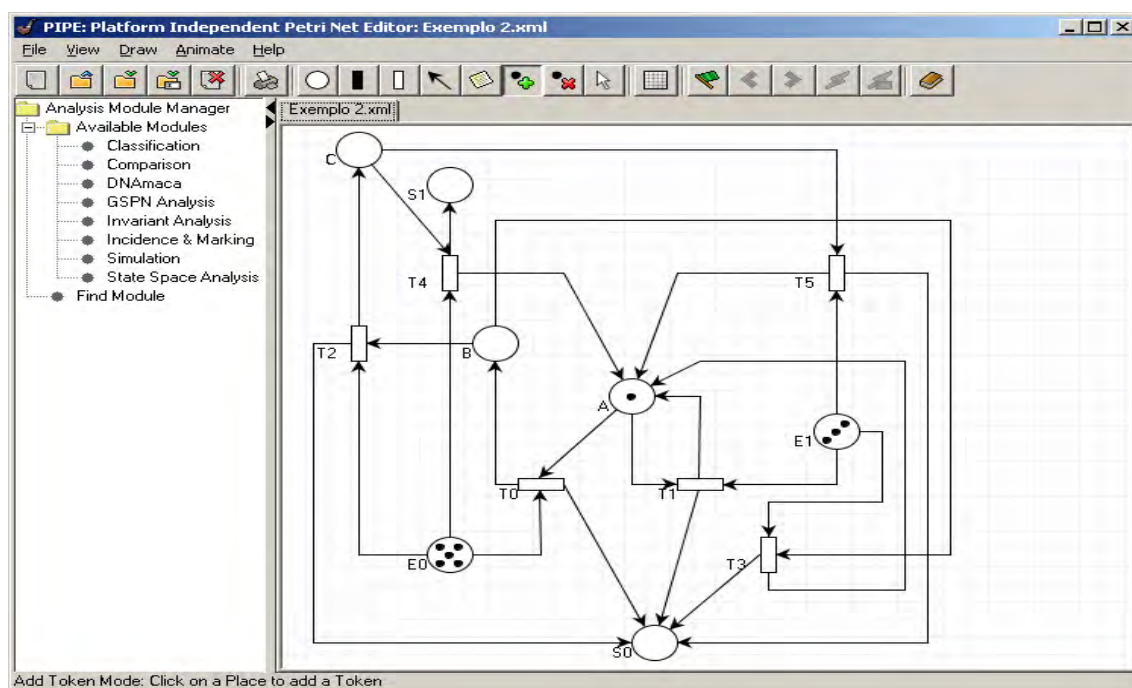 PIPE: Platform Independent Petri Net Editor: Exemplo 2.xml
File View Draw Animate Help
Analysis Module Manager
Available Modules
Classification
Comparison
DNAmaca
GSPN Analysis
Invariant Analysis
Incidence & Marking
Simulation
State Space Analysis
Find Module
Exemplo 2.xml
C
S1
T4
T5
T2
B
A
E1
T0
T1
E0
T3
S0
Add Token Mode: Click on a Place to add a Token